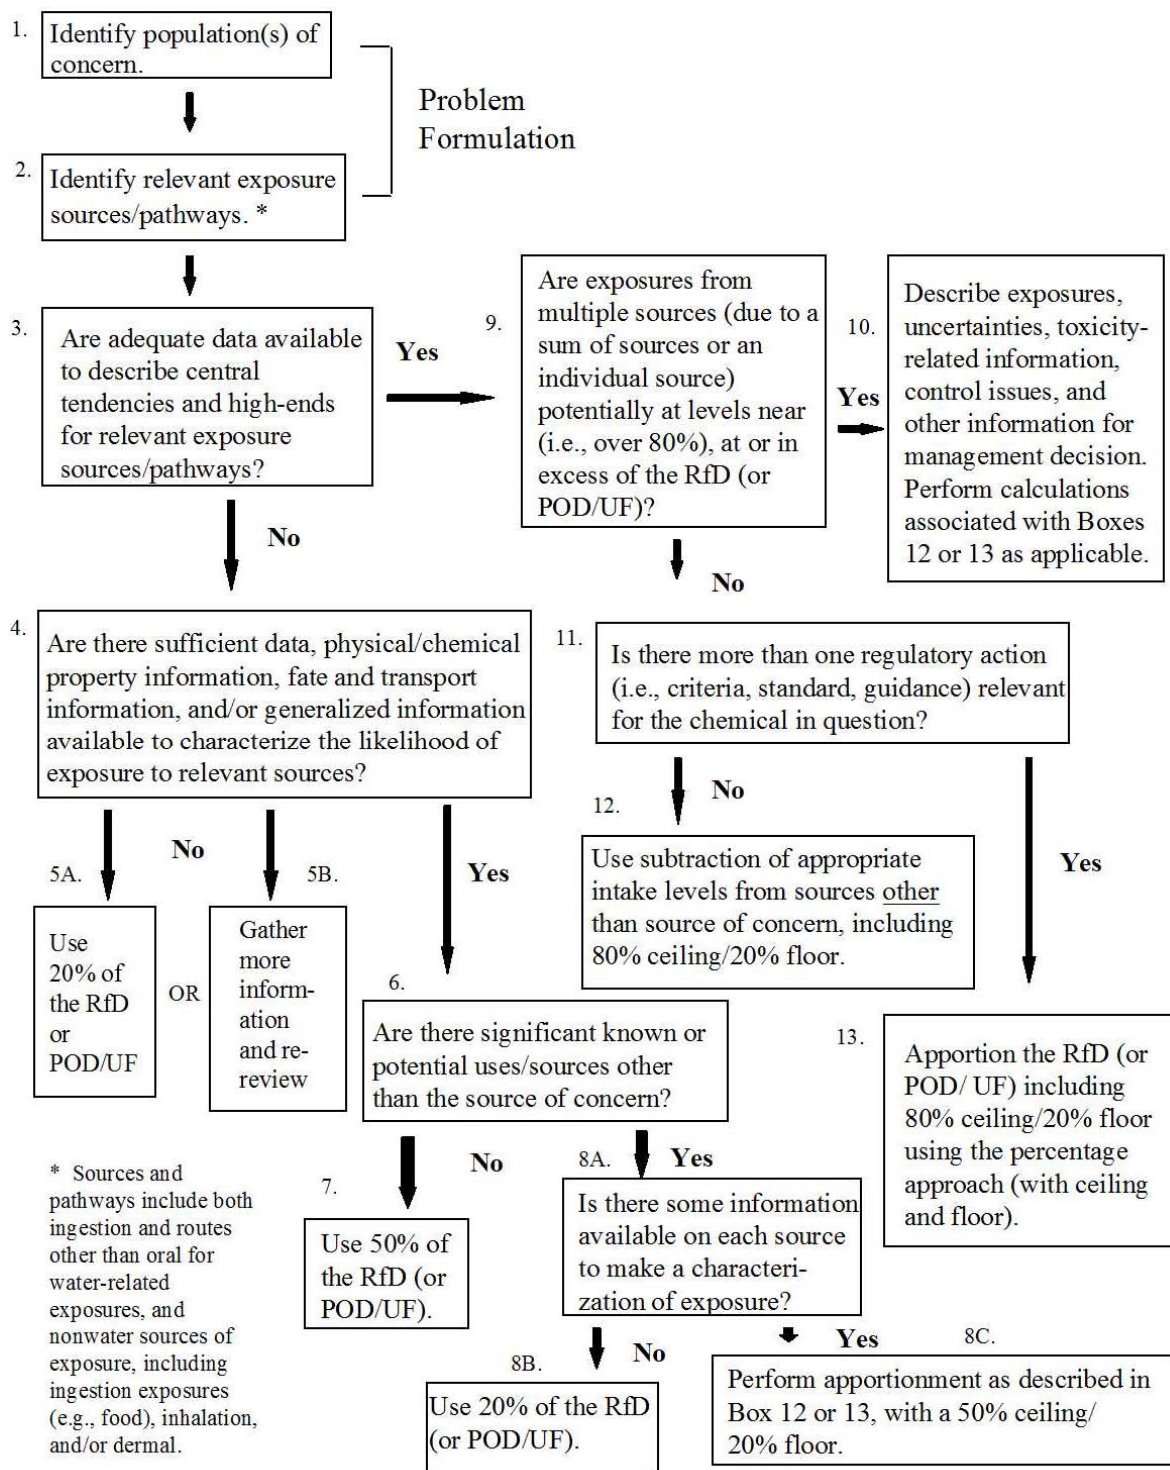 1.
Identify population(s) of
concern.
Problem
Formulation
2.
Identify relevant exposure
sources/pathways. *
3.
Are adequate data available
to describe central
tendencies and high-ends
for relevant exposure
sources/pathways?
Yes
9.
Are exposures from
multiple sources (due to a
sum of sources or an
individual source)
potentially at levels near
(i.e., over 80%), at or in
excess of the RfD (or
POD/UF)?
Yes
10.
Describe exposures,
uncertainties, toxicity-
related information,
control issues, and
other information for
management decision.
Perform calculations
associated with Boxes
12 or 13 as applicable.
No
No
4.
Are there sufficient data, physical/chemical
property information, fate and transport
information, and/or generalized information
available to characterize the likelihood of
exposure to relevant sources?
11.
Is there more than one regulatory action
(i.e., criteria, standard, guidance) relevant
for the chemical in question?
No
Yes
No
Yes
5A.
Use
20% of
the RfD
or
POD/UF
OR
5B.
Gather
more
inform-
ation
and re-
review
12.
Use subtraction of appropriate
intake levels from sources other
than source of concern, including
80% ceiling/20% floor.
6.
Are there significant known or
potential uses/sources other
than the source of concern?
13.
Apportion the RfD (or
POD/ UF) including
80% ceiling/20% floor
using the percentage
approach (with ceiling
and floor).
No
Yes
7.
Use 50% of
the RfD (or
POD/UF).
8A.
Is there some information
available on each source
to make a characteri-
zation of exposure?
No
Yes
8B.
Use 20% of the RfD
(or POD/UF).
8C.
Perform apportionment as described in
Box 12 or 13, with a 50% ceiling/
20% floor.
* Sources and
pathways include both
ingestion and routes
other than oral for
water-related
exposures, and
nonwater sources of
exposure, including
ingestion exposures
(e.g., food), inhalation,
and/or dermal.